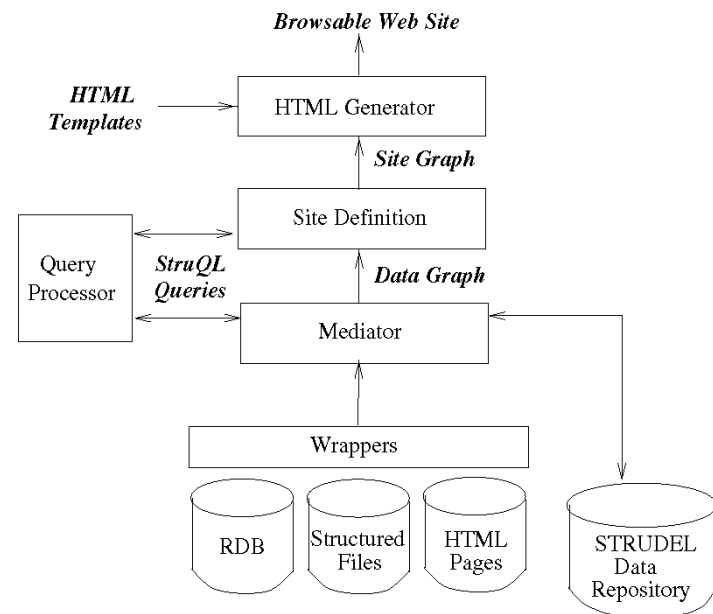 Browsable Web Site
HTML
Templates
HTML Generator
Site Graph
Site Definition
Query
Processor
StruQL
Queries
Data Graph
Mediator
Wrappers
RDB
Structured
Files
HTML
Pages
STRUDEL
Data
Repository